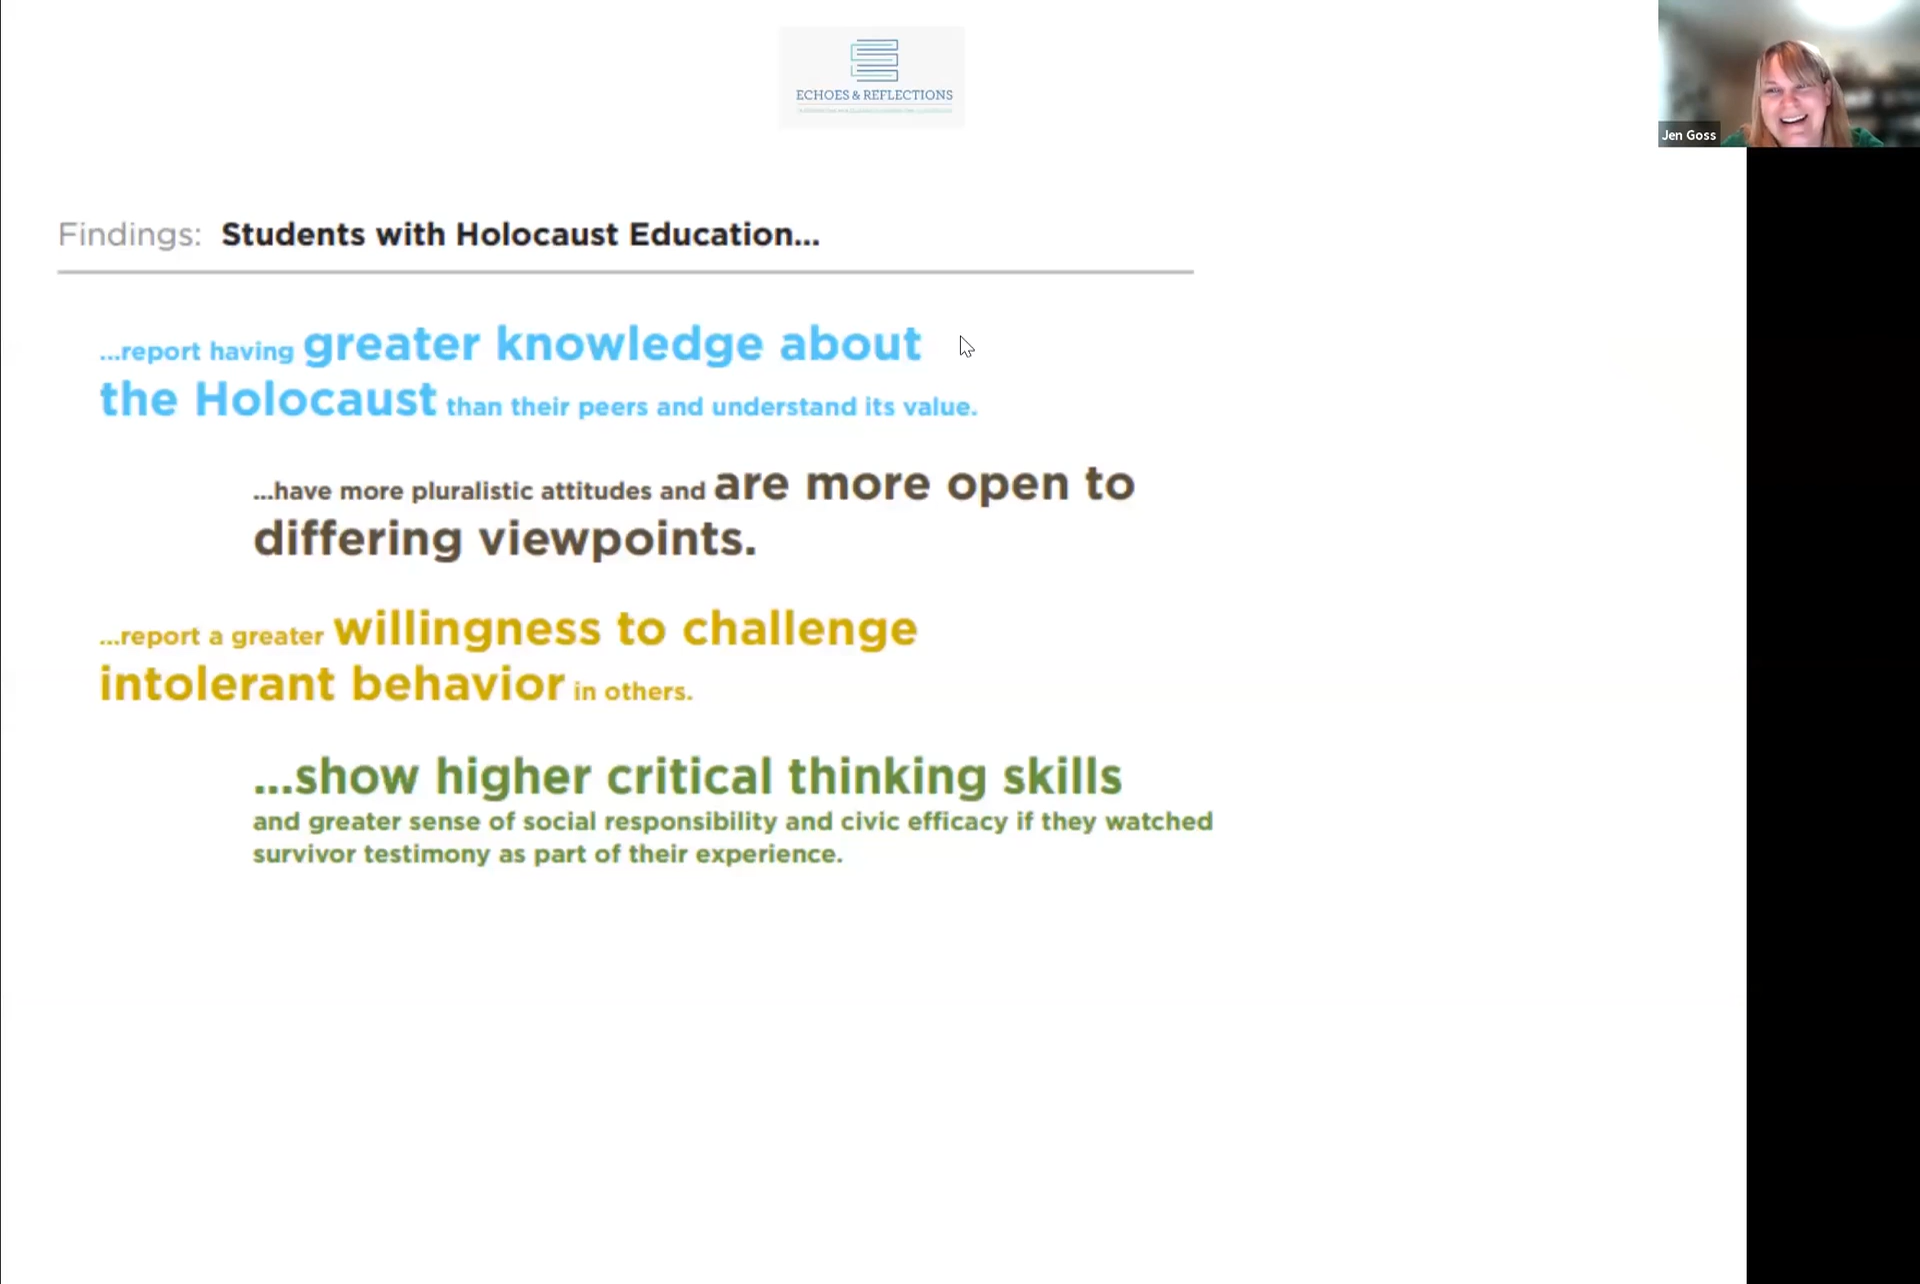 ECHOES & REFLECTIONS
Jen Goss
Findings: Students with Holocaust Education...
...report having greater knowledge about
the Holocaust than their peers and understand its value.
...have more pluralistic attitudes and are more open to
differing viewpoints.
...report a greater willingness to challenge
intolerant behavior in others.
...show higher critical thinking skills
and greater sense of social responsibility and civic efficacy if they watched
survivor testimony as part of their experience.